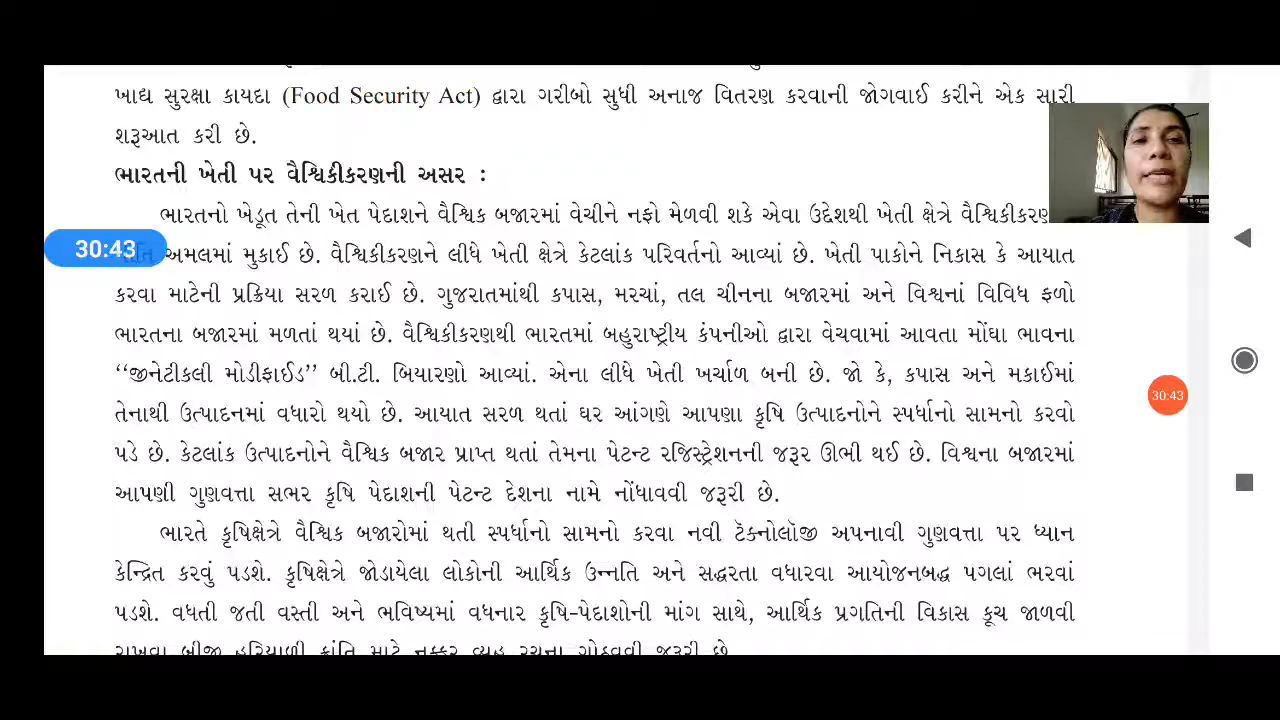 ખાદ્ય સુરક્ષા કાયદા (Food Security Act) દ્વારા ગરીબો સુધી અનાજ વિતરણ કરવાની જોગવાઈ કરીને એક સારી
શરૂઆત કરી છે.
ભારતની ખેતી પર વૈશ્વિકીકરણની અસર :
ભારતનો ખેડૂત તેની ખેત પેદાશને વૈશ્વિક બજારમાં વેચીને નફો મેળવી શકે એવા ઉદેશથી ખેતી ક્ષેત્રે વૈશ્વિકીકરણ
30:43 અમલમાં મુકાઈ છે. વૈશ્વિકીકરણને લીધે ખેતી ક્ષેત્રે કેટલાંક પરિવર્તનો આવ્યાં છે. ખેતી પાકોને નિકાસ કે આયાત
કરવા માટેની પ્રક્રિયા સરળ કરાઈ છે. ગુજરાતમાંથી કપાસ, મરચાં, તલ ચીનના બજારમાં અને વિશ્વનાં વિવિધ ફળો
ભારતના બજારમાં મળતાં થયાં છે. વૈશ્વિકીકરણથી ભારતમાં બહુરાષ્ટ્રીય કંપનીઓ દ્વારા વેચવામાં આવતા મોંઘા ભાવના
“જીનેટીકલી મોડીફાઈડ” બી.ટી. બિયારણો આવ્યાં. એના લીધે ખેતી ખર્ચાળ બની છે. જો કે, કપાસ અને મકાઈમાં
તેનાથી ઉત્પાદનમાં વધારો થયો છે. આયાત સરળ થતાં ઘર આંગણે આપણા કૃષિ ઉત્પાદનોને સ્પર્ધાનો સામનો કરવો
30:43
પડે છે. કેટલાંક ઉત્પાદનોને વૈશ્વિક બજાર પ્રાપ્ત થતાં તેમના પેટન્ટ રજિસ્ટ્રેશનની જરૂર ઊભી થઈ છે. વિશ્વના બજારમાં
આપણી ગુણવત્તા સભર કૃષિ પેદાશની પેટન્ટ દેશના નામે નોંધાવવી જરૂરી છે.
ભારતે કૃષિક્ષેત્રે વૈશ્વિક બજારોમાં થતી સ્પર્ધાનો સામનો કરવા નવી ટૅક્નોલૉજી અપનાવી ગુણવત્તા પર ધ્યાન
કેન્દ્રિત કરવું પડશે. કૃષિક્ષેત્રે જોડાયેલા લોકોની આર્થિક ઉન્નતિ અને સદ્ધરતા વધારવા આયોજનબદ્ધ પગલાં ભરવાં
પડશે. વધતી જતી વસ્તી અને ભવિષ્યમાં વધનાર કૃષિ-પેદાશોની માંગ સાથે, આર્થિક પ્રગતિની વિકાસ કૂચ જાળવી
રાખવા બીજી હરિયાળી ક્રાંતિ માટે નક્કર વ્યૂહ રચના ગોઠવવી જરૂરી છે.